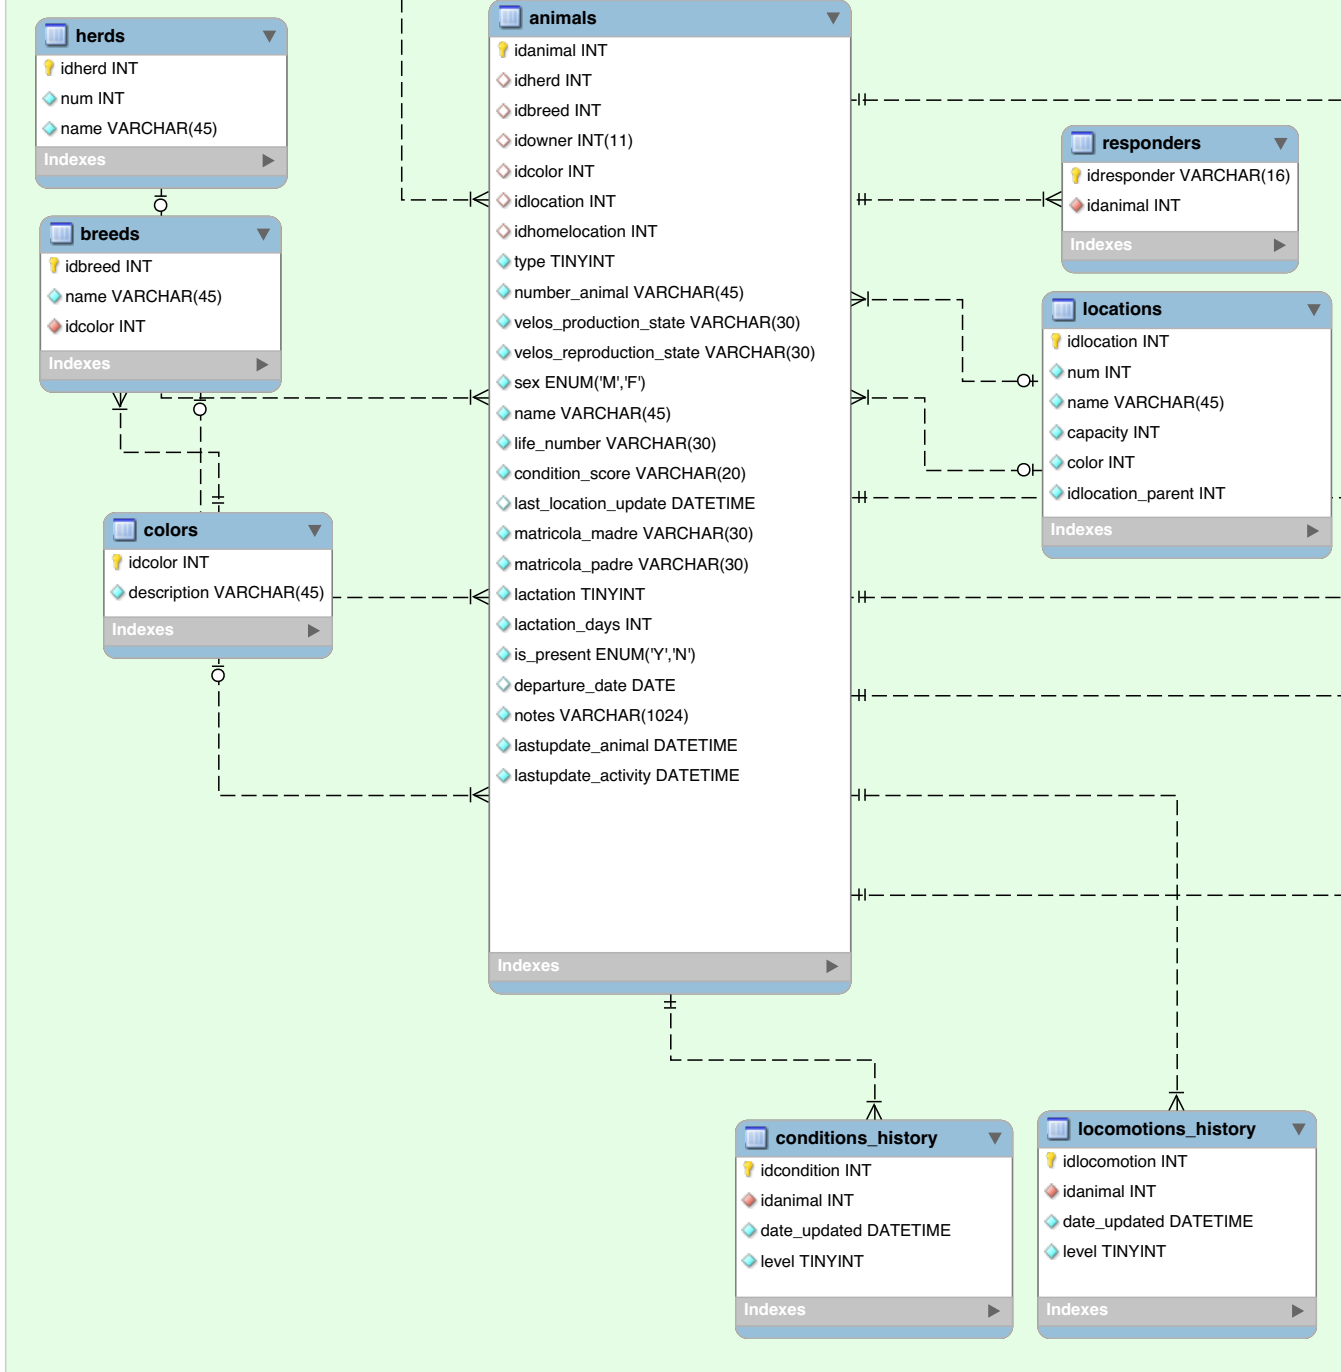 herds
idherd INT
num INT
name VARCHAR(45)
Indexes
breeds
idbreed INT
name VARCHAR(45)
idcolor INT
Indexes
colors
idcolor INT
description VARCHAR(45)
Indexes
animals
idanimal INT
idherd INT
idbreed INT
idowner INT(11)
idcolor INT
idlocation INT
idhomelocation INT
type TINYINT
number_animal VARCHAR(45)
velos_production_state VARCHAR(30)
velos_reproduction_state VARCHAR(30)
sex ENUM('M','F')
name VARCHAR(45)
life_number VARCHAR(30)
condition_score VARCHAR(20)
last_location_update DATETIME
matricola_madre VARCHAR(30)
matricola_padre VARCHAR(30)
lactation TINYINT
lactation_days INT
is_present ENUM('Y','N')
departure_date DATE
notes VARCHAR(1024)
lastupdate_animal DATETIME
lastupdate_activity DATETIME
Indexes
responders
idresponder VARCHAR(16)
idanimal INT
Indexes
locations
idlocation INT
num INT
name VARCHAR(45)
capacity INT
color INT
idlocation_parent INT
Indexes
conditions_history
idcondition INT
idanimal INT
date_updated DATETIME
level TINYINT
Indexes
locomotions_history
idlocomotion INT
idanimal INT
date_updated DATETIME
level TINYINT
Indexes